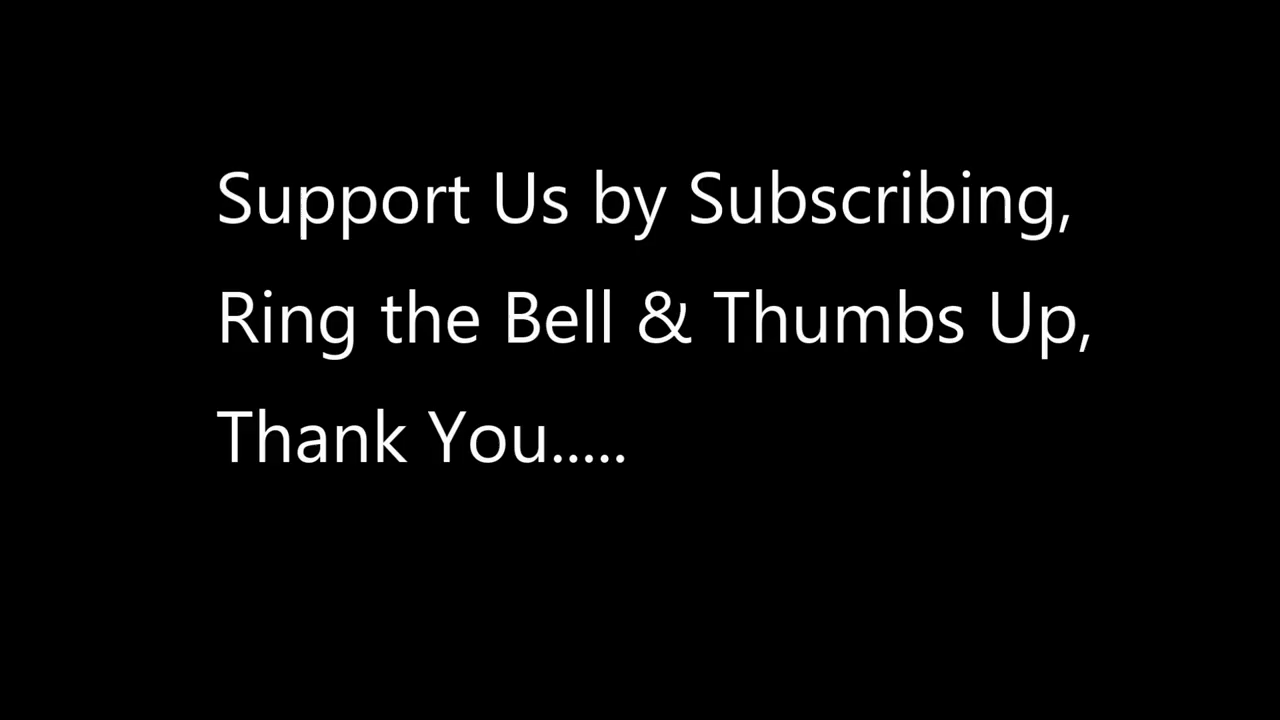 Support Us by Subscribing,
Ring the Bell & Thumbs Up,
Thank You.....